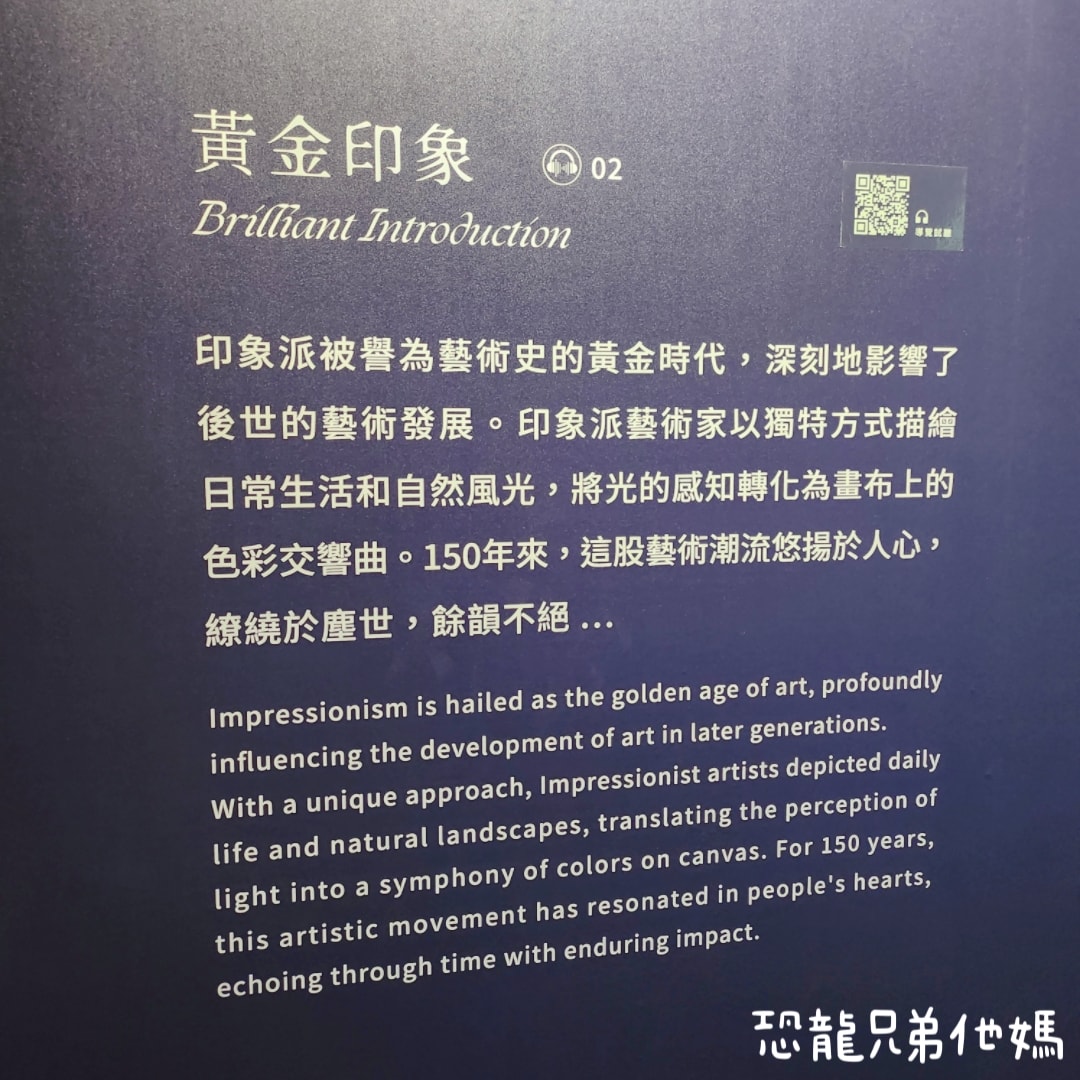 黃金印象
02
Brilliant Introduction
導覽試聽
印象派被譽為藝術史的黃金時代，深刻地影響了
後世的藝術發展。印象派藝術家以獨特方式描繪
日常生活和自然風光，將光的感知轉化為畫布上的
色彩交響曲。150年來，這股藝術潮流悠揚於人心，
繚繞於塵世，餘韻不絕 ...
Impressionism is hailed as the golden age of art, profoundly
influencing the development of art in later generations.
With a unique approach, Impressionist artists depicted daily
life and natural landscapes, translating the perception of
light into a symphony of colors on canvas. For 150 years,
this artistic movement has resonated in people's hearts,
echoing through time with enduring impact.
恐龍兄弟他媽